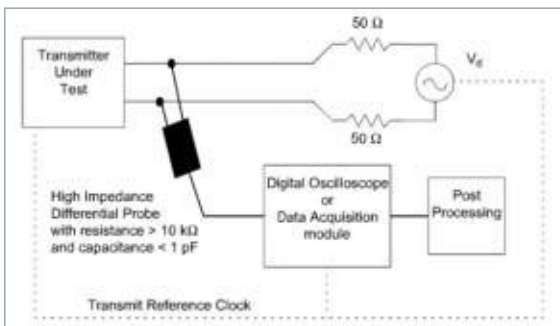 Transmitter
Under
Test
50 Ω
V_d
50 Ω
High Impedance
Differential Probe
with resistance > 10 kΩ
and capacitance < 1 pF
Digital Oscilloscope
or
Data Acquisition
module
Post
Processing
Transmit Reference Clock